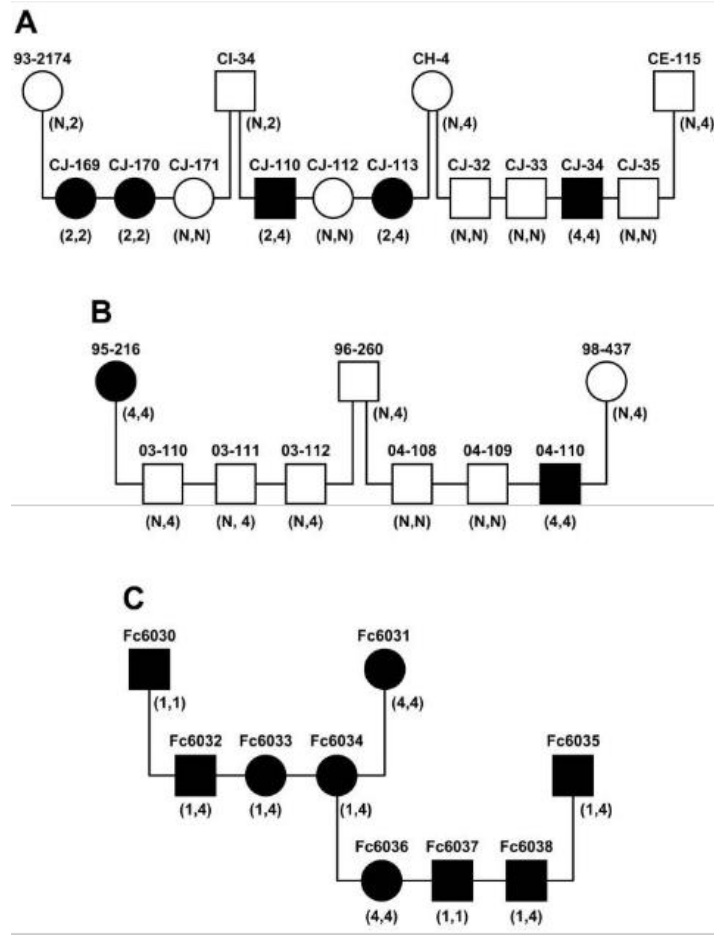 A
93-2174 CI-34 CH-4 CE-115
(N,2) (N,2) (N,4) (N,4)
CJ-169 CJ-170 CJ-171 CJ-110 CJ-112 CJ-113 CJ-32 CJ-33 CJ-34 CJ-35
(2,2) (2,2) (N,N) (2,4) (N,N) (2,4) (N,N) (N,N) (4,4) (N,N)
B
95-216 96-260 98-437
(4,4) (N,4) (N,4)
03-110 03-111 03-112 04-108 04-109 04-110
(N,4) (N, 4) (N,4) (N,N) (N,N) (4,4)
C
Fc6030 Fc6031
(1,1) (4,4)
Fc6032 Fc6033 Fc6034 Fc6035
(1,4) (1,4) (1,4) (1,4)
Fc6036 Fc6037 Fc6038
(4,4) (1,1) (1,4)